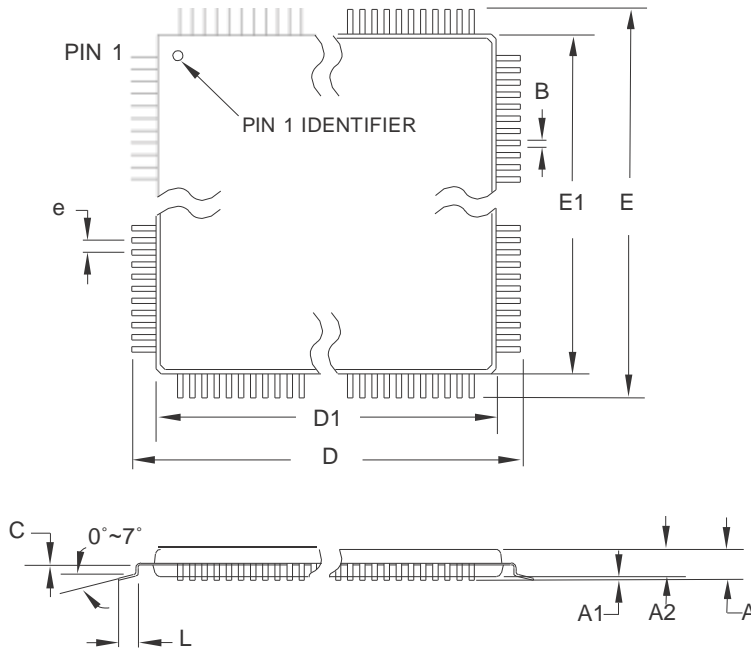 PIN 1
PIN 1 IDENTIFIER
B
e
E1
E
D1
D
C
0°~7°
A1
A2
A
L